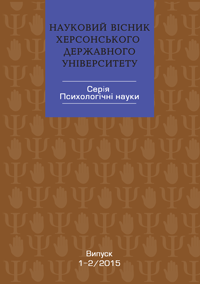 НАУКОВИЙ ВІСНИК
ХЕРСОНСЬКОГО
ДЕРЖАВНОГО
УНІВЕРСИТЕТУ
Серія
Психологічні науки
Випуск
1-2/2015